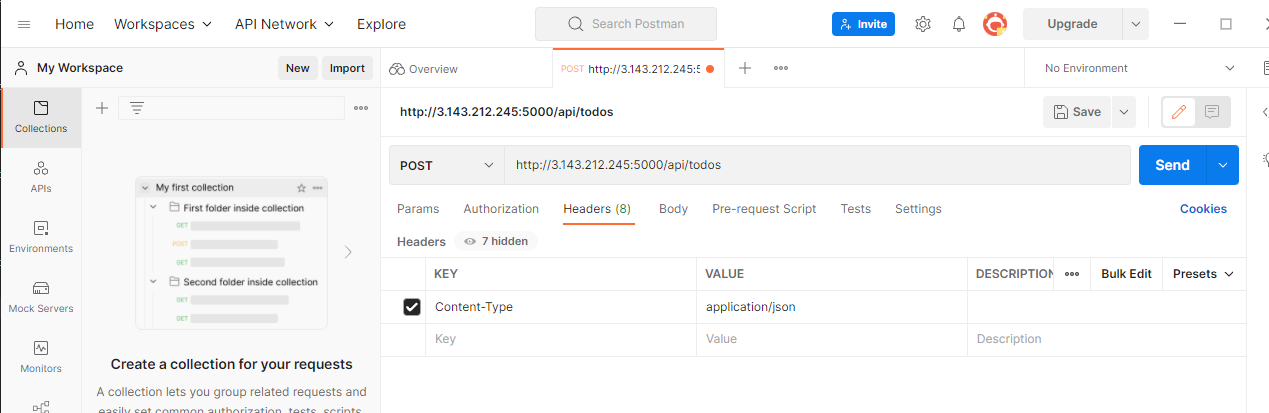 Home Workspaces API Network Explore Search Postman Invite Upgrade
My Workspace New Import Overview POST http://3.143.212.245:5 No Environment
Collections
http://3.143.212.245:5000/api/todos Save
POST http://3.143.212.245:5000/api/todos Send
APIs
Params Authorization Headers (8) Body Pre-request Script Tests Settings Cookies
Headers 7 hidden
Environments
KEY VALUE DESCRIPTION Bulk Edit Presets
Content-Type application/json
Key Value Description
Mock Servers
Monitors
My first collection
First folder inside collection
GET
POST
GET
Second folder inside collection
GET
GET
Create a collection for your requests
A collection lets you group related requests and
easily set common authorization, tests, scripts,